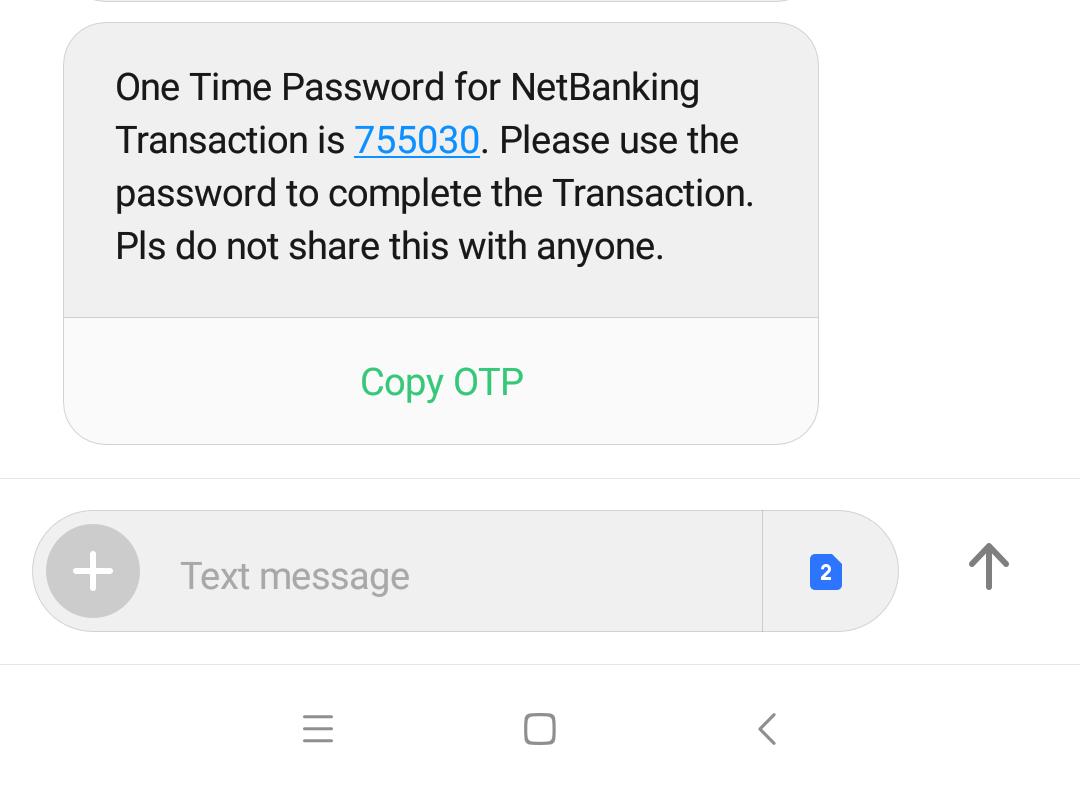 One Time Password for NetBanking
Transaction is 755030. Please use the
password to complete the Transaction.
Pls do not share this with anyone.
Copy OTP
Text message
2